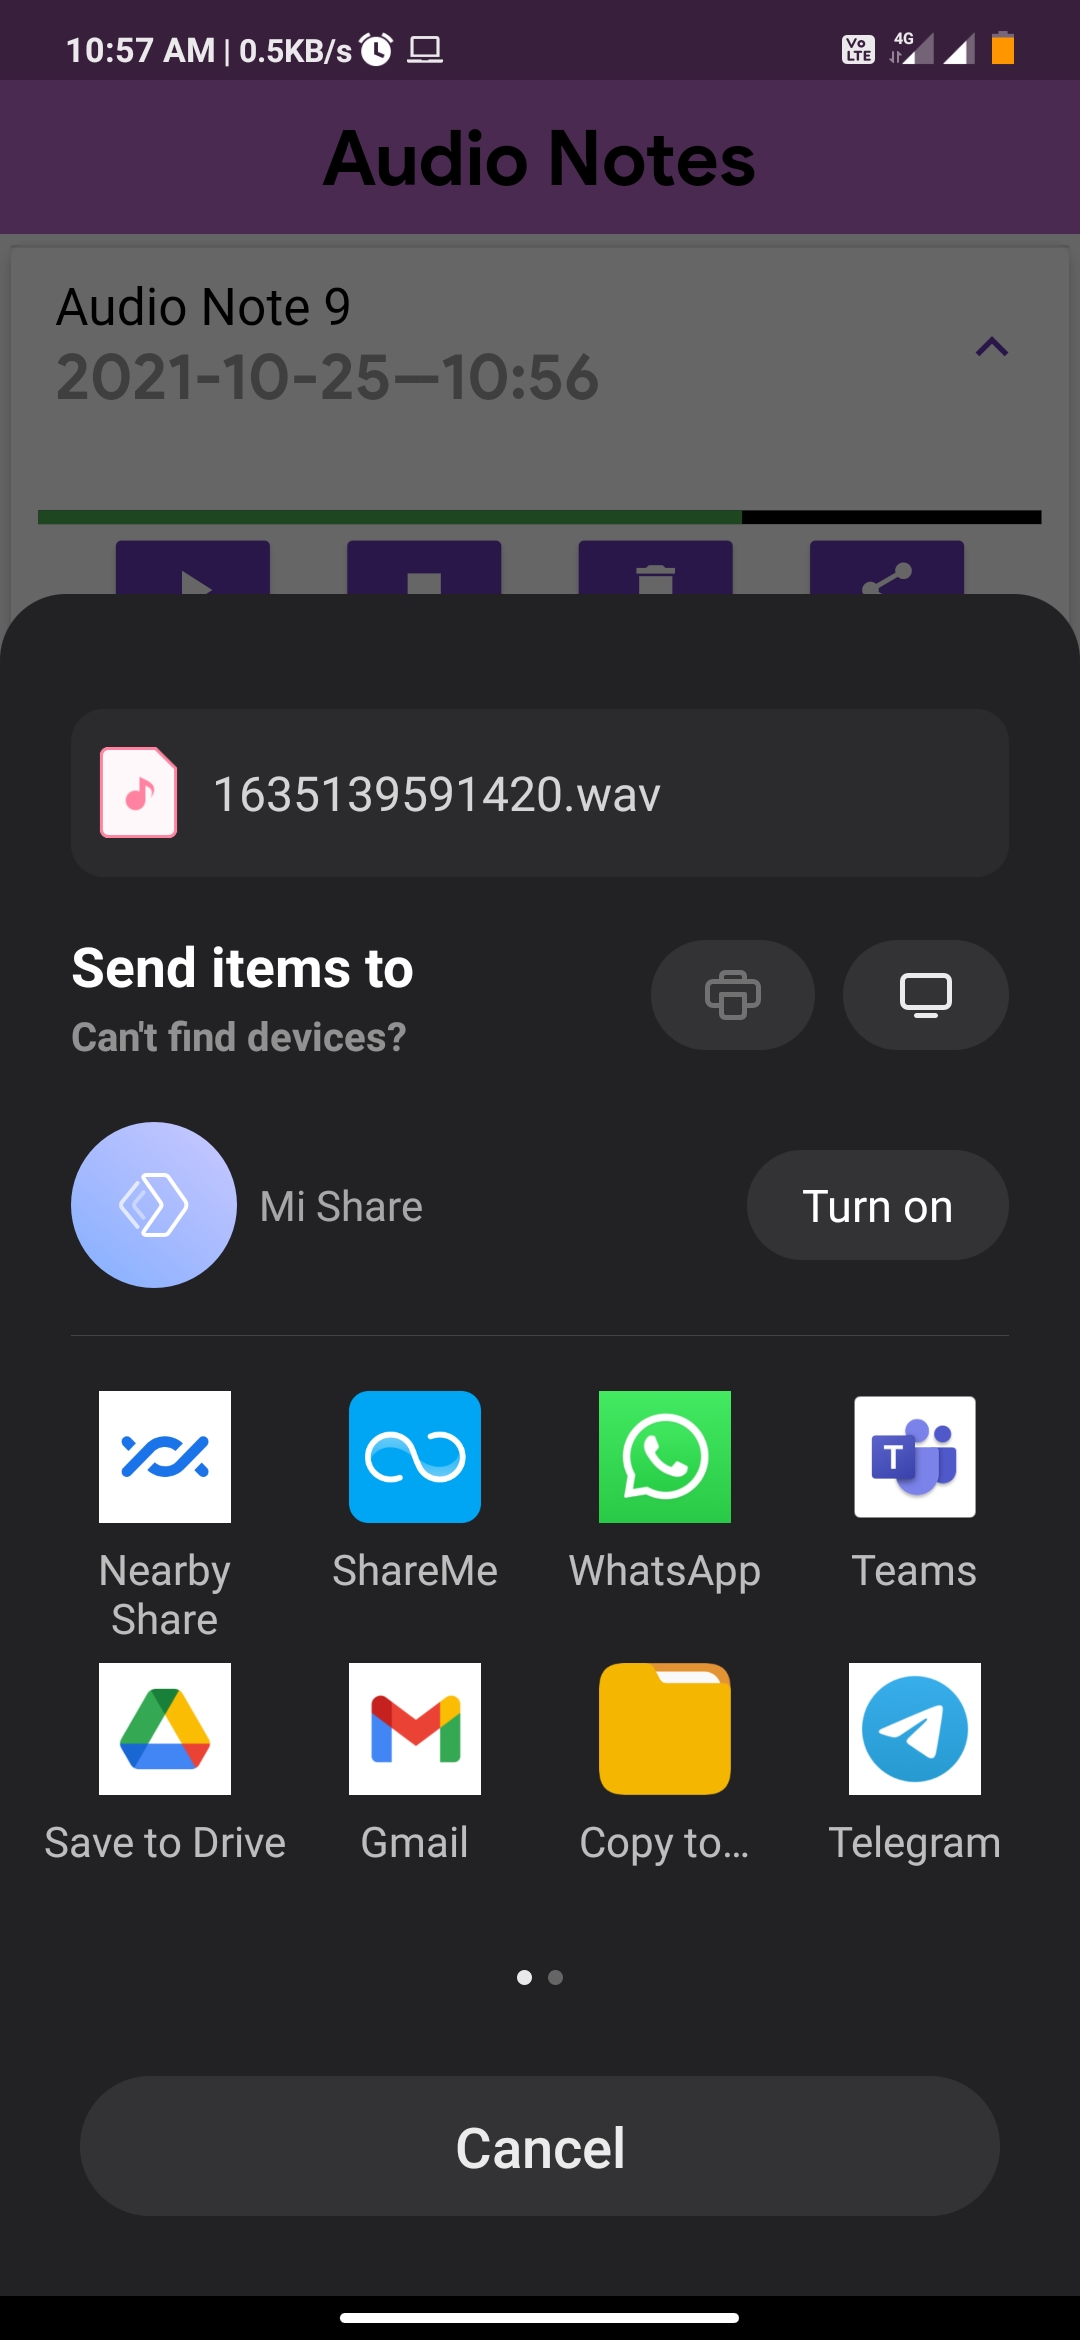 10:57 AM | 0.5KB/s
Vo LTE
4G
Audio Notes
Audio Note 9
2021-10-25—10:56
1635139591420.wav
Send items to
Can't find devices?
Mi Share
Turn on
T
Nearby Share
ShareMe
WhatsApp
Teams
Save to Drive
Gmail
Copy to...
Telegram
Cancel